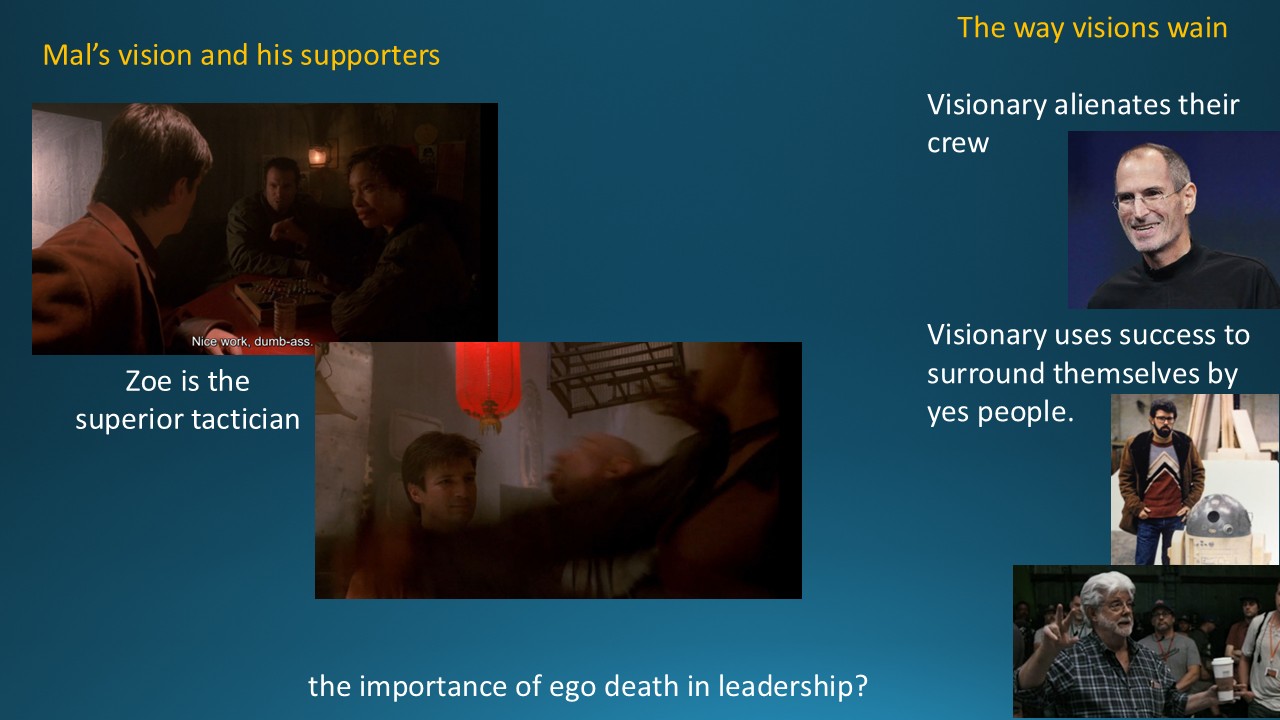 Mal’s vision and his supporters
Nice work, dumb-ass.
Zoe is the
superior tactician
The way visions wain
Visionary alienates their
crew
Visionary uses success to
surround themselves by
yes people.
the importance of ego death in leadership?